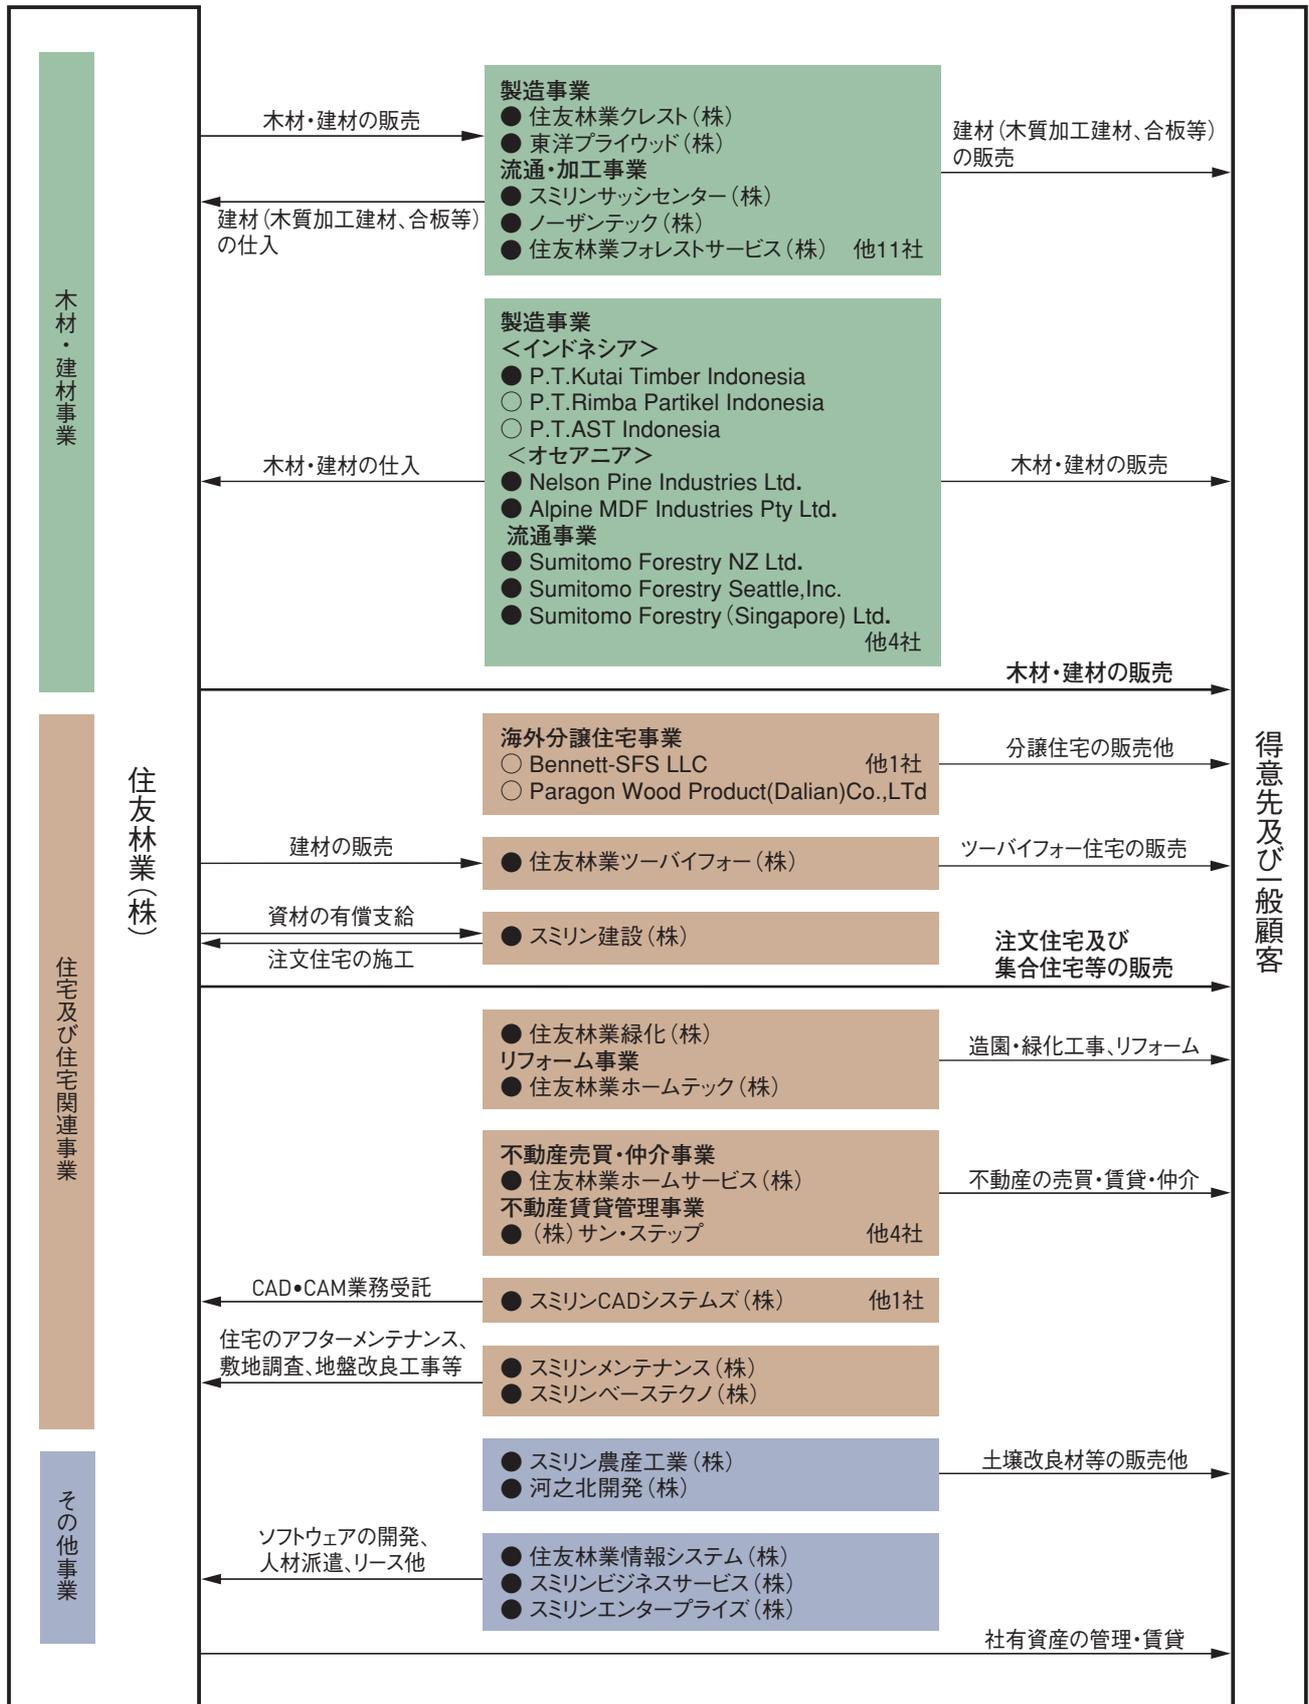 木材・建材事業
住宅及び住宅関連事業
その他事業
住友林業(株)
木材・建材の販売
建材(木質加工建材、合板等)
の仕入
製造事業
● 住友林業クレスト(株)
● 東洋プライウッド(株)
流通・加工事業
● スミリンサッシセンター(株)
● ノーザンテック(株)
● 住友林業フォレストサービス(株) 他11社
建材(木質加工建材、合板等)
の販売
木材・建材の仕入
製造事業
<インドネシア>
● P.T.Kutai Timber Indonesia
○ P.T.Rimba Partikel Indonesia
○ P.T.AST Indonesia
<オセアニア>
● Nelson Pine Industries Ltd.
● Alpine MDF Industries Pty Ltd.
流通事業
● Sumitomo Forestry NZ Ltd.
● Sumitomo Forestry Seattle,Inc.
● Sumitomo Forestry(Singapore) Ltd.
他4社
木材・建材の販売
木材・建材の販売
海外分譲住宅事業
○ Bennett-SFS LLC 他1社
○ Paragon Wood Product(Dalian)Co.,LTd
分譲住宅の販売他
建材の販売
● 住友林業ツーバイフォー(株)
ツーバイフォー住宅の販売
資材の有償支給
注文住宅の施工
● スミリン建設(株)
注文住宅及び
集合住宅等の販売
● 住友林業緑化(株)
リフォーム事業
● 住友林業ホームテック(株)
造園・緑化工事、リフォーム
不動産売買・仲介事業
● 住友林業ホームサービス(株)
不動産賃貸管理事業
● (株)サン・ステップ 他4社
不動産の売買・賃貸・仲介
CAD•CAM業務受託
● スミリンCADシステムズ(株) 他1社
住宅のアフターメンテナンス、
敷地調査、地盤改良工事等
● スミリンメンテナンス(株)
● スミリンベーステクノ(株)
● スミリン農産工業(株)
● 河之北開発(株)
土壌改良材等の販売他
ソフトウェアの開発、
人材派遣、リース他
● 住友林業情報システム(株)
● スミリンビジネスサービス(株)
● スミリンエンタープライズ(株)
社有資産の管理・賃貸
得意先及び一般顧客